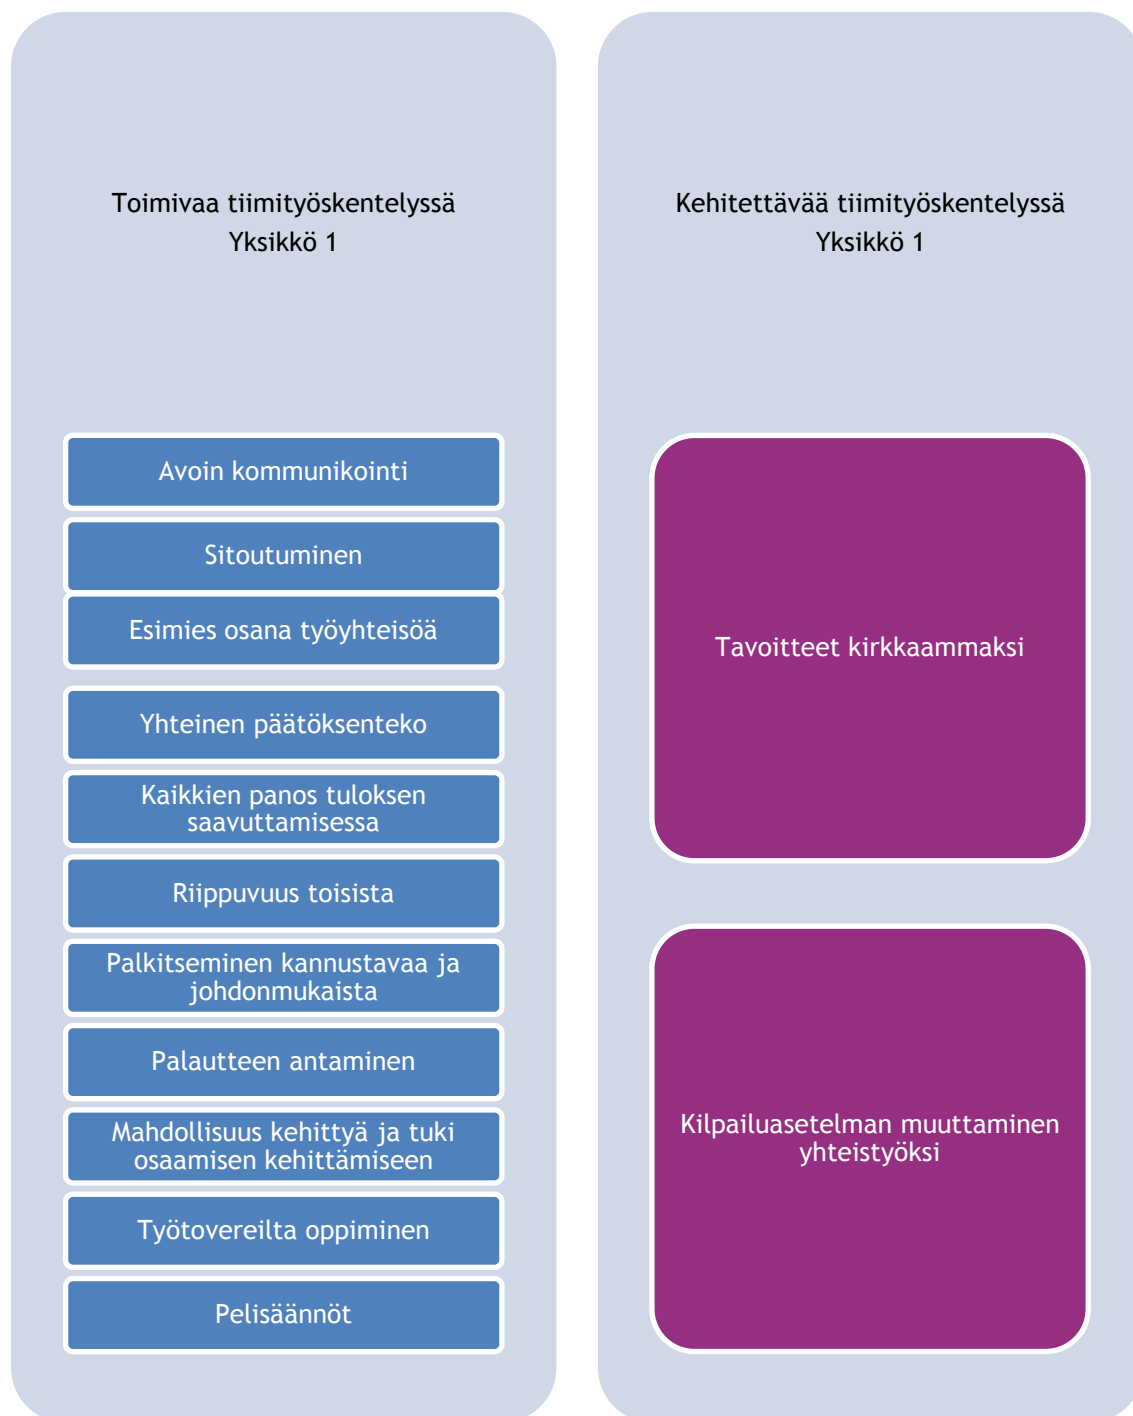 Toimivaa tiimityöskentelyssä
Yksikkö 1
Avoin kommunikointi
Sitoutuminen
Esimies osana työyhteisöä
Yhteinen päätöksenteko
Kaikkien panos tuloksen
saavuttamisessa
Riippuvuus toisista
Palkitseminen kannustavaa ja
johdonmukaista
Palautteen antaminen
Mahdollisuus kehittyä ja tuki
osaamisen kehittämiseen
Työtovereilta oppiminen
Pelisäännöt
Kehitettävää tiimityöskentelyssä
Yksikkö 1
Tavoitteet kirkkaammaksi
Kilpailuasetelman muuttaminen
yhteistyöksi